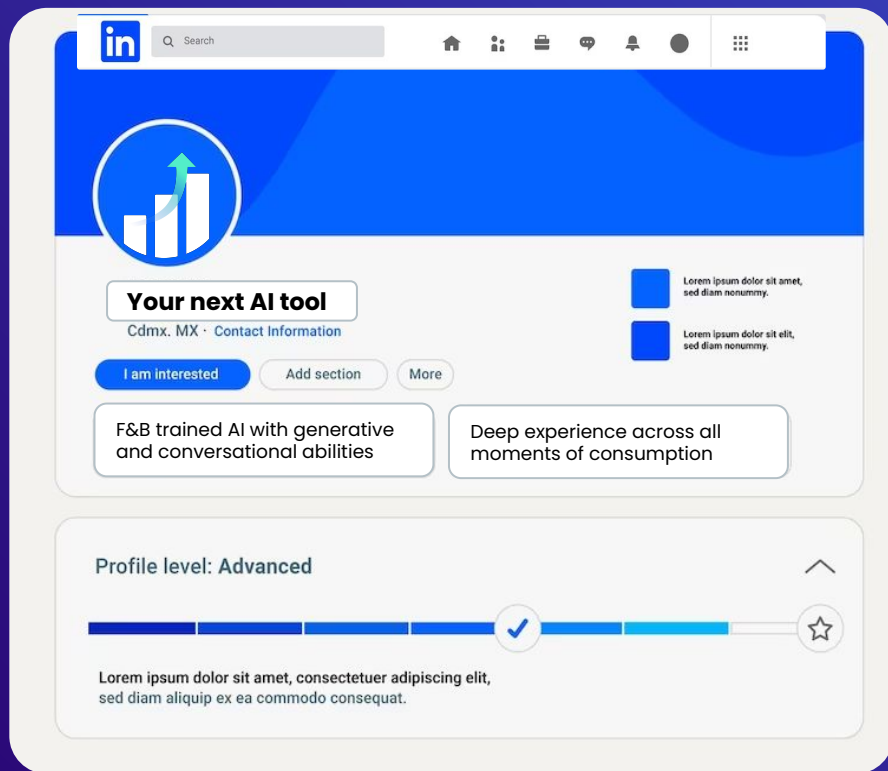 in
Search
Your next AI tool
Cdmx. MX · Contact Information
I am interested
Add section
More
Lorem ipsum dolor sit amet,
sed diam nonummy.
Lorem ipsum dolor sit elit,
sed diam nonummy.
F&B trained AI with generative
and conversational abilities
Deep experience across all
moments of consumption
Profile level: Advanced
Lorem ipsum dolor sit amet, consectetuer adipiscing elit,
sed diam aliquip ex ea commodo consequat.